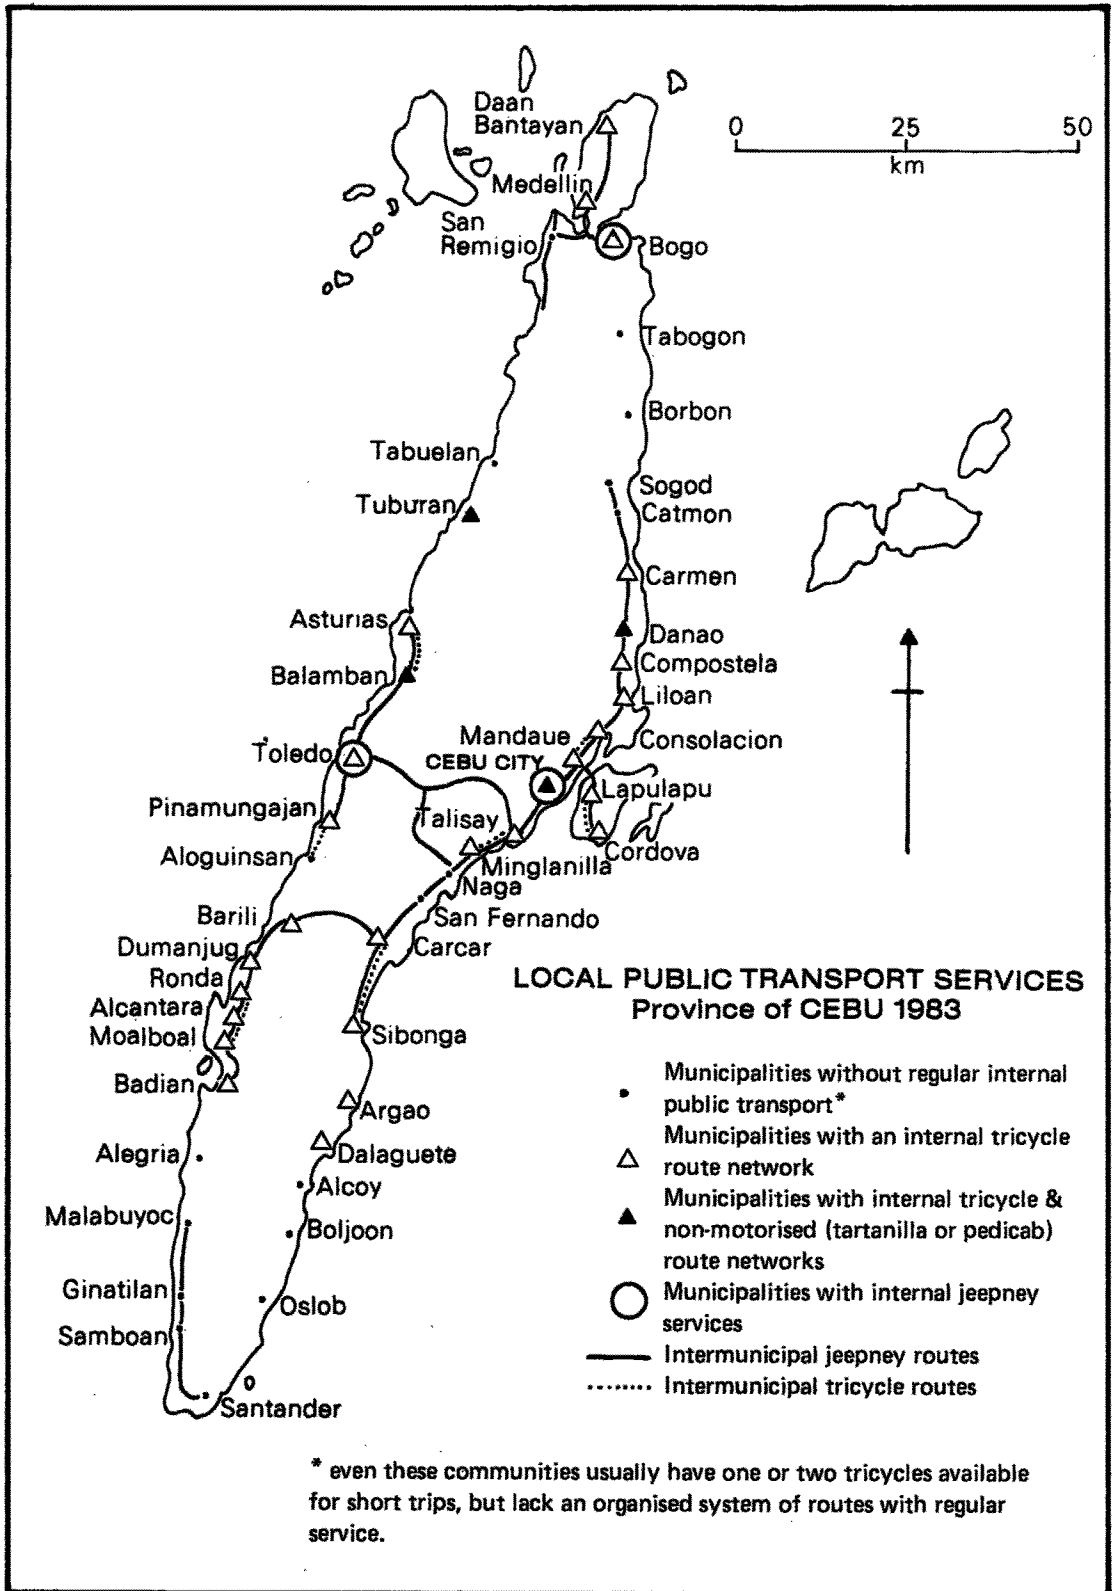 Daan
Bantayan
0 25 50
km
Medellin
San
Remigio
Bogo
Tabogon
Borbon
Tabuelan
Sogod
Tuburran
Catmon
Carmen
Asturias
Danao
Compostela
Balamban
Liloan
Mandaue
Consolacion
Toledo
CEBU CITY
Lapulapu
Pinamungajan
Talisay
Cordova
Aloguinsan
Minglanilla
Naga
Barili
San Fernando
Dumanjug
Carcar
Ronda
Alcantara
Moalboal
Sibonga
Badian
Argao
Alegria
Dalaguete
Alcoy
Malabuyoc
Boljoon
Ginatilan
Oslob
Samboan
Santander
LOCAL PUBLIC TRANSPORT SERVICES
Province of CEBU 1983
Municipalities without regular internal
public transport*
Municipalities with an internal tricycle
route network
Municipalities with internal tricycle &
non-motorised (tartanilla or pedicab)
route networks
Municipalities with internal jeepney
services
Intermunicipal jeepney routes
Intermunicipal tricycle routes
* even these communities usually have one or two tricycles available
for short trips, but lack an organised system of routes with regular
service.